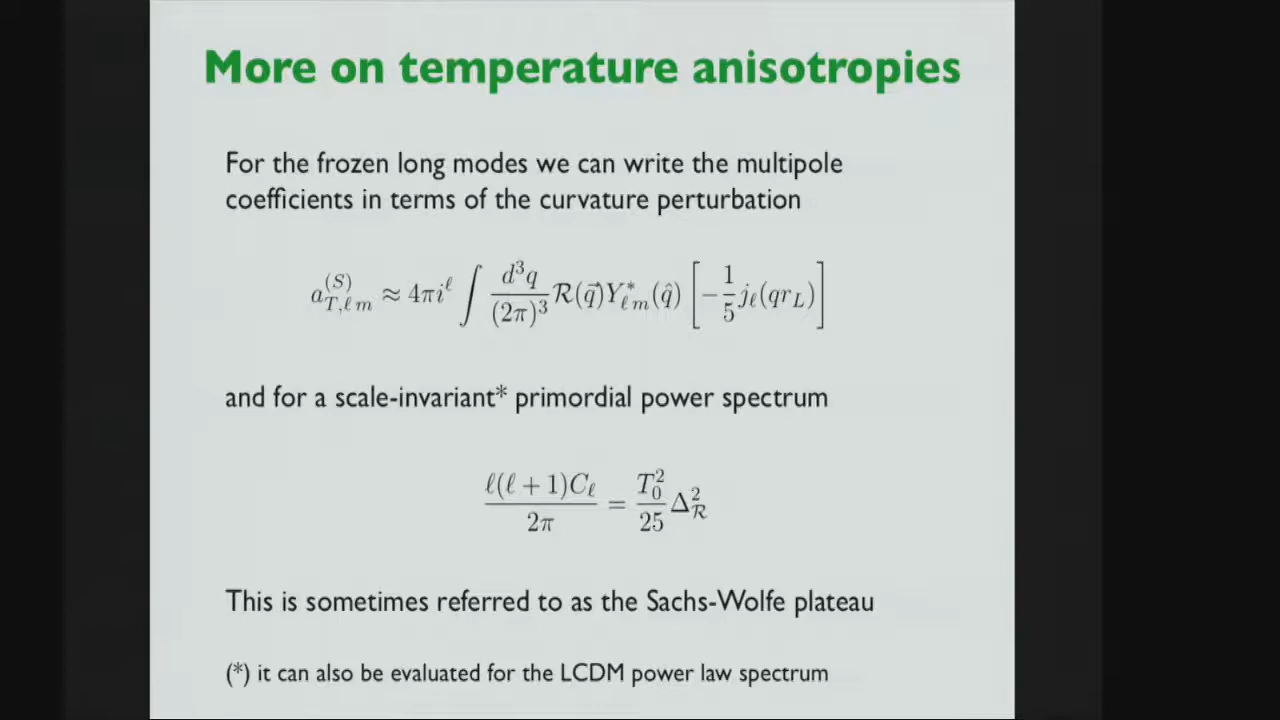 More on temperature anisotropies
For the frozen long modes we can write the multipole
coefficients in terms of the curvature perturbation
$a_{T,\ell m}^{(S)} \approx 4\pi i^{\ell} \int \frac{d^3 q}{(2\pi)^3} \mathcal{R}(\vec{q}) Y^*_{\ell m}(\hat{q}) \left[ -\frac{1}{5} j_\ell(q r_L) \right]$
and for a scale-invariant* primordial power spectrum
$\frac{\ell(\ell+1)C_\ell}{2\pi} = \frac{T_0^2}{25} \Delta^2_{\mathcal{R}}$
This is sometimes referred to as the Sachs-Wolfe plateau
(*) it can also be evaluated for the LCDM power law spectrum